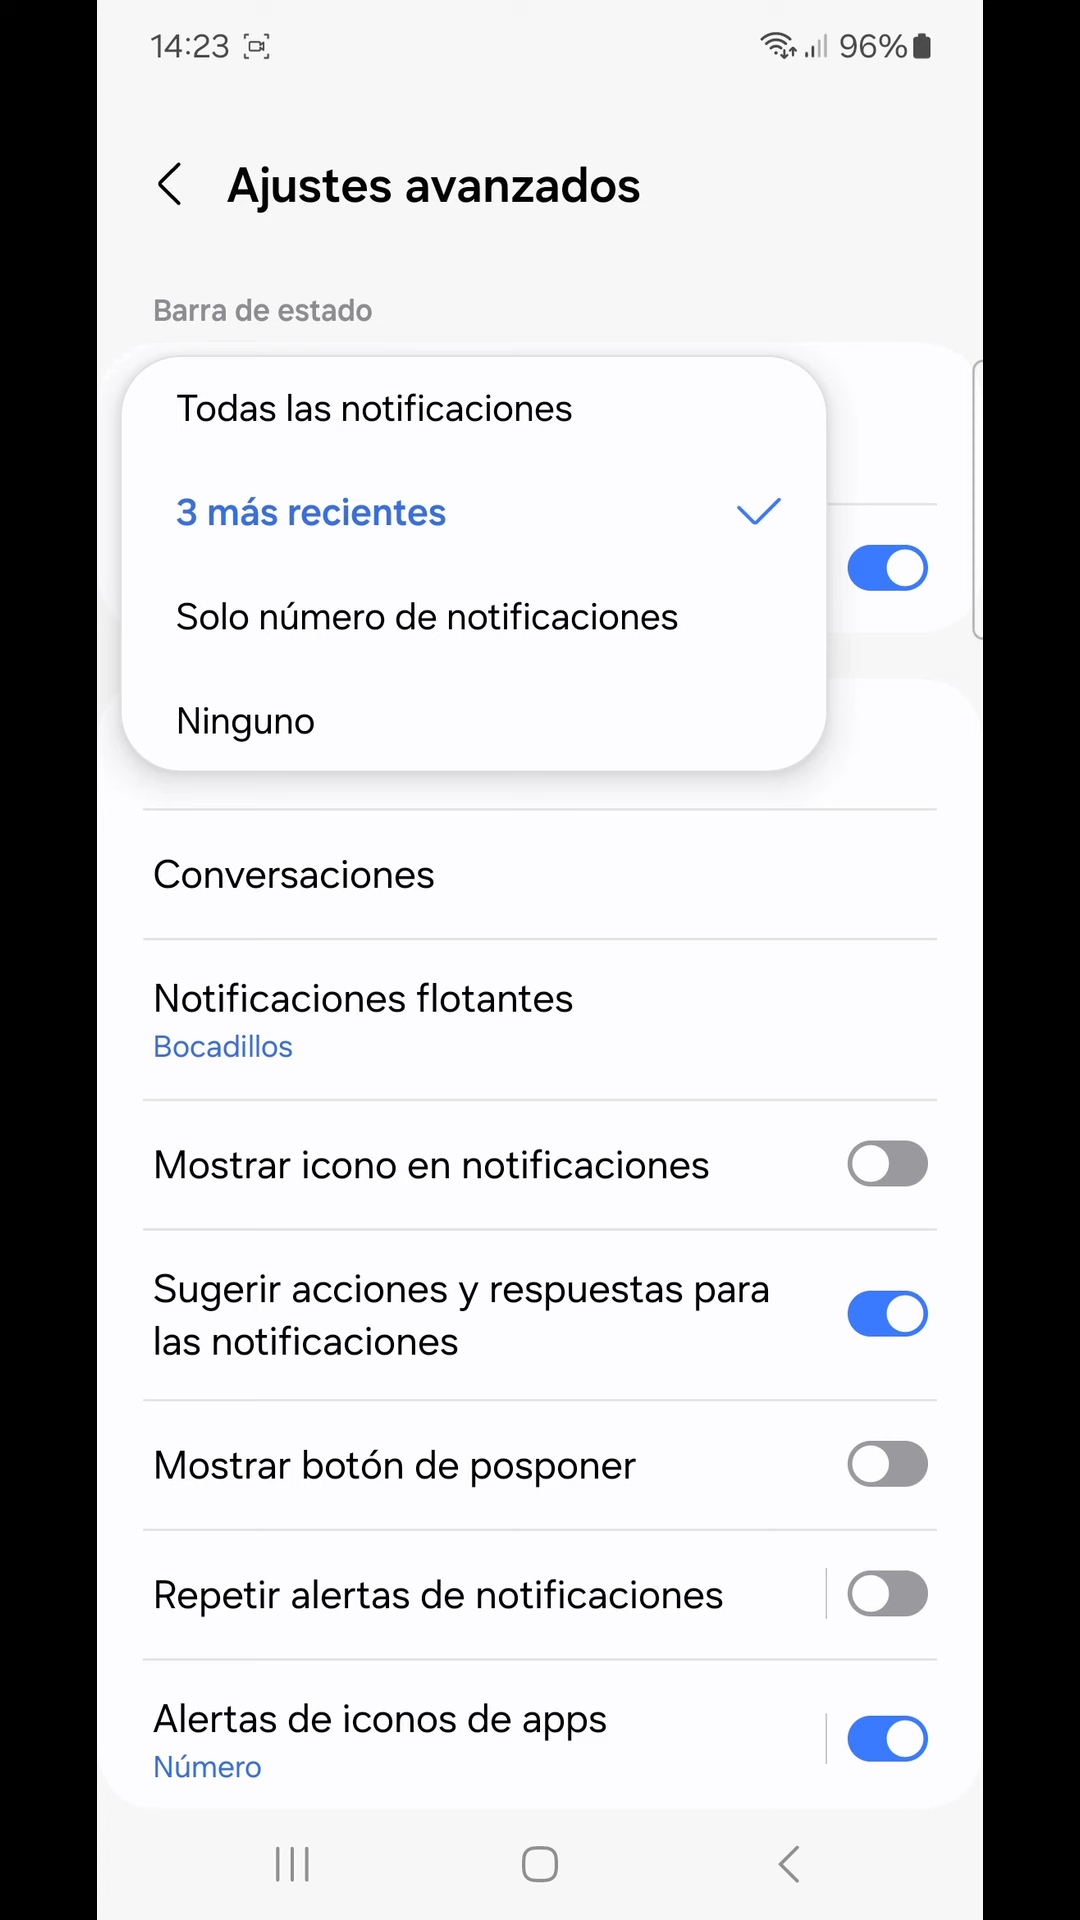 14:23
96%
Ajustes avanzados
Barra de estado
Todas las notificaciones
3 más recientes
Solo número de notificaciones
Ninguno
Conversaciones
Notificaciones flotantes
Bocadillos
Mostrar icono en notificaciones
Sugerir acciones y respuestas para
las notificaciones
Mostrar botón de posponer
Repetir alertas de notificaciones
Alertas de iconos de apps
Número